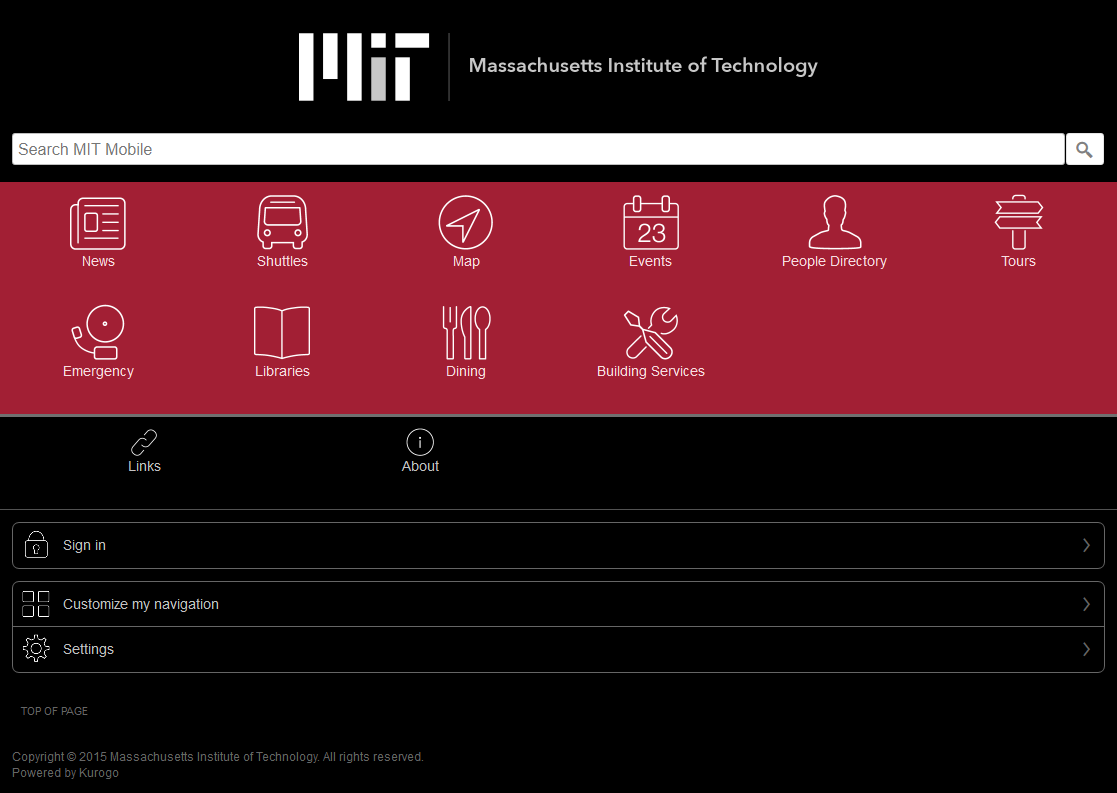 MIT
Massachusetts Institute of Technology
Search MIT Mobile
News
Shuttles
Map
23
Events
People Directory
Tours
Emergency
Libraries
Dining
Building Services
i
Links
About
Sign in
Customize my navigation
Settings
TOP OF PAGE
Copyright © 2015 Massachusetts Institute of Technology. All rights reserved.
Powered by Kurogo